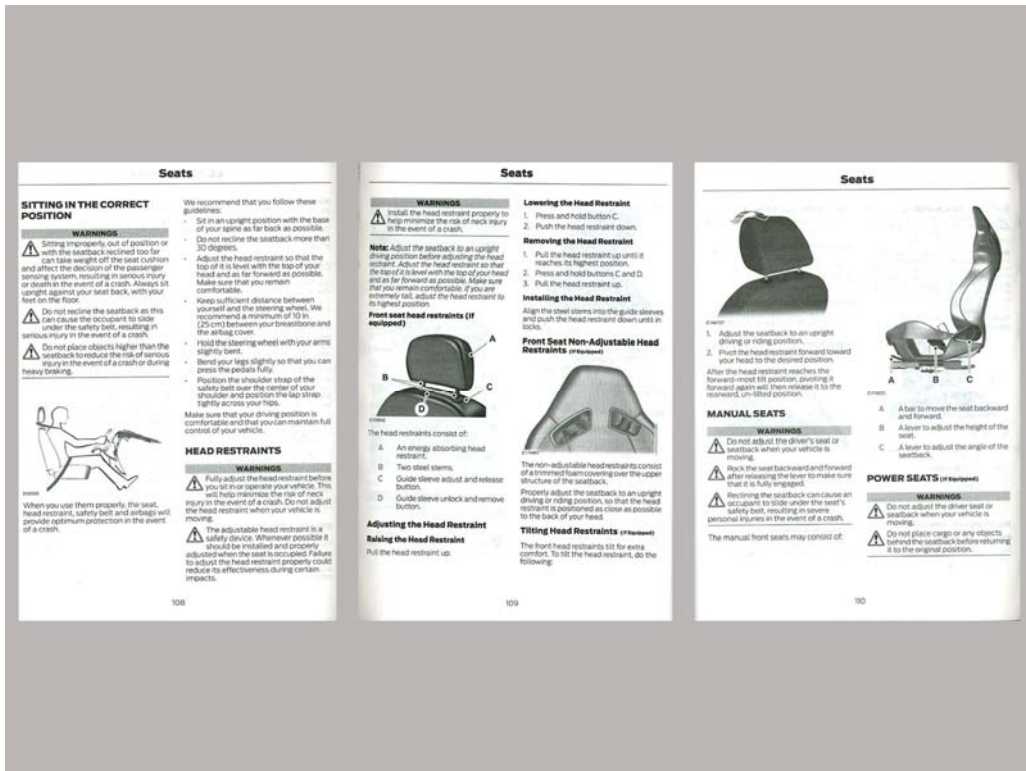 Seats
SITTING IN THE CORRECT
POSITION
WARNINGS
Sitting improperly, out of position or
with the seatback reclined too far
can take weight off the seat cushion
and affect the decision of the passenger
sensing system, resulting in serious injury
or death in the event of a crash. Always sit
upright against your seat back, with your
feet on the floor.
Do not recline the seatback as this
can cause the occupant to slide
under the safety belt, resulting in
serious injury in the event of a crash.
Do not place objects higher than the
seatback to reduce the risk of serious
injury in the event of a crash or during
heavy braking.
When you use them properly, the seat,
head restraint, safety belt and airbags will
provide optimum protection in the event
of a crash.
We recommend that you follow these
guidelines:
• Sit in an upright position with the base
of your spine as far back as possible.
• Do not recline the seatback more than
30 degrees.
• Adjust the head restraint so that the
top of it is level with the top of your
head and as far forward as possible.
Make sure that you remain
comfortable.
• Keep sufficient distance between
yourself and the steering wheel. We
recommend a minimum of 10 in
(25 cm) between your breastbone and
the airbag cover.
• Hold the steering wheel with your arms
slightly bent.
• Bend your legs slightly so that you can
press the pedals fully.
• Position the shoulder strap of the
safety belt over the center of your
shoulder and position the lap strap
tightly across your hips.
Make sure that your driving position is
comfortable and that you can maintain full
control of your vehicle.
HEAD RESTRAINTS
WARNINGS
Fully adjust the head restraint before
you sit in or operate your vehicle. This
will help minimize the risk of neck
injury in the event of a crash. Do not adjust
the head restraint when your vehicle is
moving.
The adjustable head restraint is a
safety device. Whenever possible it
should be installed and properly
adjusted when the seat is occupied. Failure
to adjust the head restraint properly could
reduce its effectiveness during certain
impacts.
108
Seats
WARNINGS
Install the head restraint properly to
help minimize the risk of neck injury
in the event of a crash.
Note: Adjust the seatback to an upright
driving position before adjusting the head
restraint. Adjust the head restraint so that
the top of it is level with the top of your head
and as far forward as possible. Make sure
that you remain comfortable. If you are
extremely tall, adjust the head restraint to
its highest position.
Front seat head restraints (If
equipped)
A
B
C
D
The head restraints consist of:
A An energy absorbing head
restraint.
B Two steel stems.
C Guide sleeve adjust and release
button.
D Guide sleeve unlock and remove
button.
Adjusting the Head Restraint
Raising the Head Restraint
Pull the head restraint up.
Lowering the Head Restraint
1. Press and hold button C.
2. Push the head restraint down.
Removing the Head Restraint
1. Pull the head restraint up until it
reaches its highest position.
2. Press and hold buttons C and D.
3. Pull the head restraint up.
Installing the Head Restraint
Align the steel stems into the guide sleeves
and push the head restraint down until it
locks.
Front Seat Non-Adjustable Head
Restraints (If Equipped)
The non-adjustable head restraints consist
of a trimmed foam covering over the upper
structure of the seatback.
Properly adjust the seatback to an upright
driving or riding position, so that the head
restraint is positioned as close as possible
to the back of your head.
Tilting Head Restraints (If Equipped)
The front head restraints tilt for extra
comfort. To tilt the head restraint, do the
following:
109
Seats
1. Adjust the seatback to an upright
driving or riding position.
2. Pivot the head restraint forward toward
your head to the desired position.
After the head restraint reaches the
forward-most tilt position, pivoting it
forward again will then release it to the
rearward, un-tilted position.
MANUAL SEATS
WARNINGS
Do not adjust the driver's seat or
seatback when your vehicle is
moving.
Rock the seat backward and forward
after releasing the lever to make sure
that it is fully engaged.
Reclining the seatback can cause an
occupant to slide under the seat's
safety belt, resulting in severe
personal injuries in the event of a crash.
The manual front seats may consist of:
A B C
A A bar to move the seat backward
and forward.
B A lever to adjust the height of the
seat.
C A lever to adjust the angle of the
seatback.
POWER SEATS (If Equipped)
WARNINGS
Do not adjust the driver seat or
seatback when your vehicle is
moving.
Do not place cargo or any objects
behind the seatback before returning
it to the original position.
110